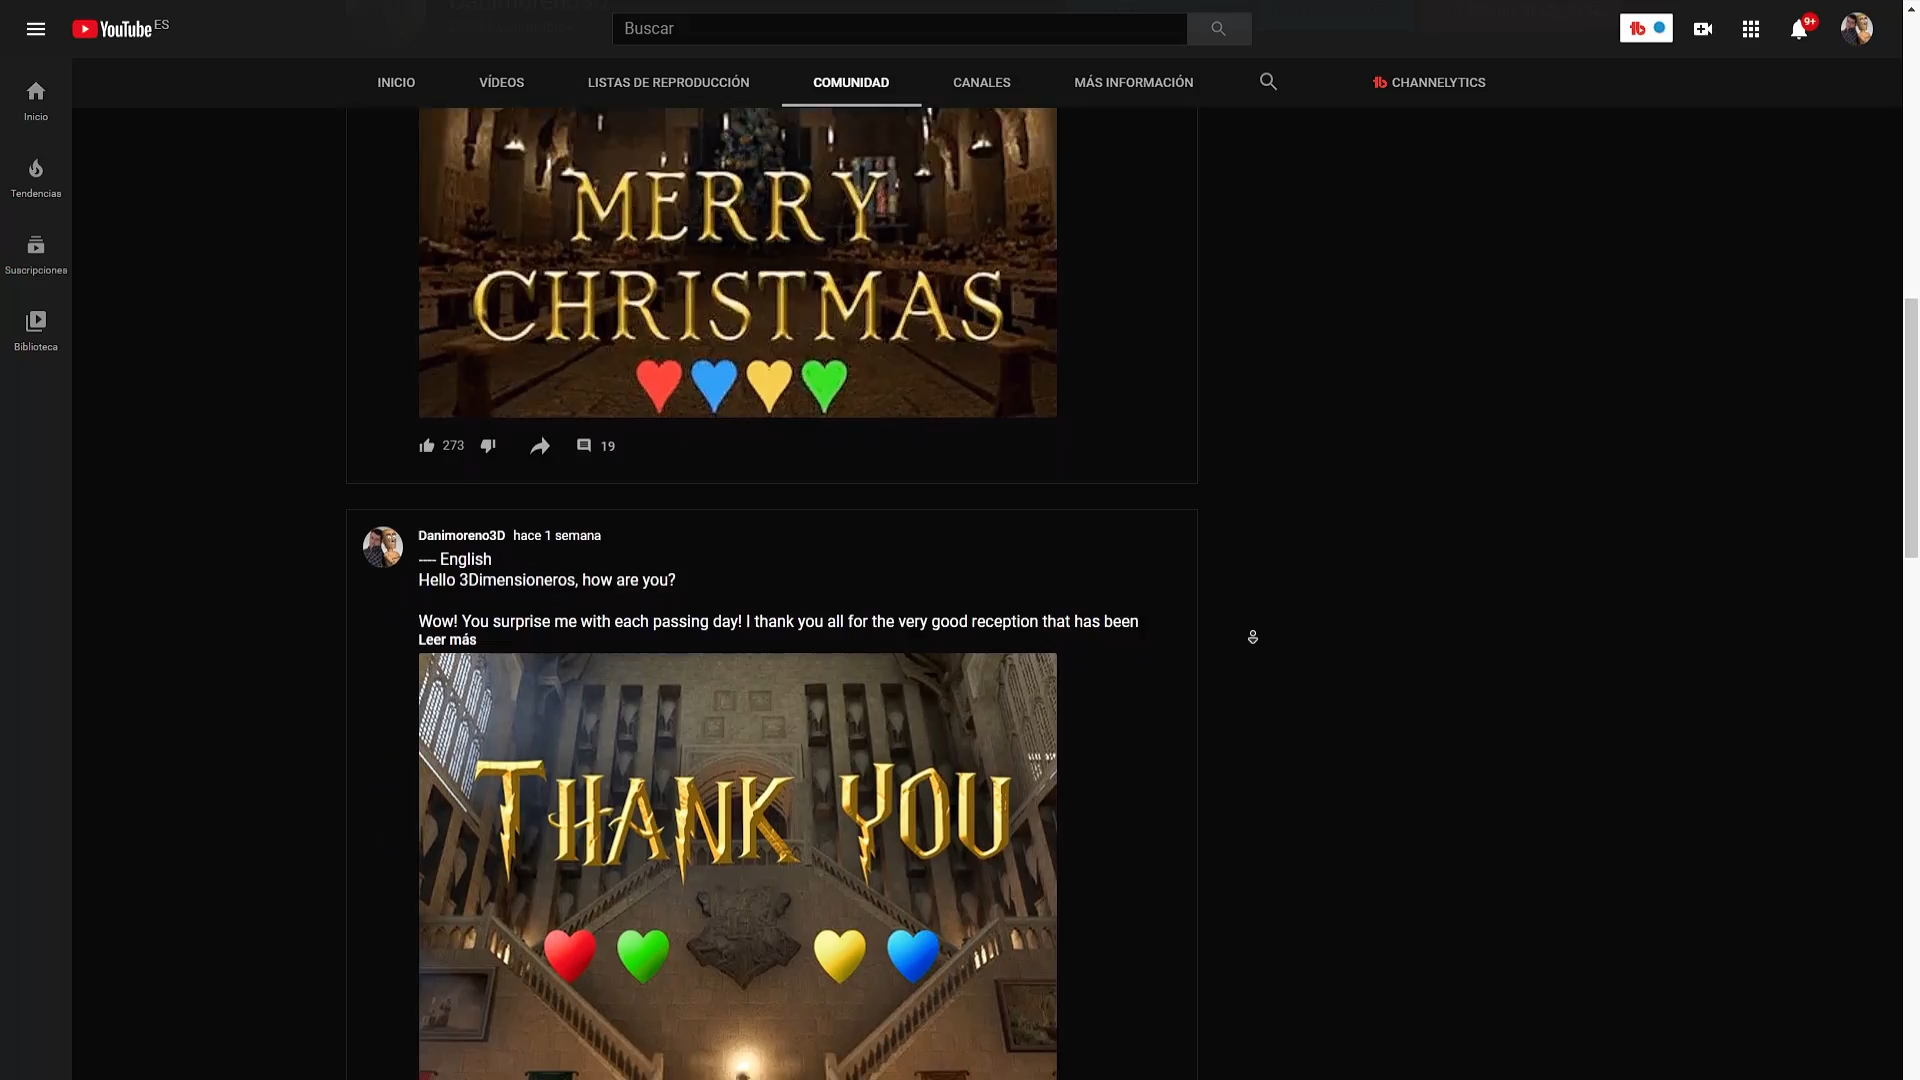 YouTube ES
Buscar
9+
INICIO
VÍDEOS
LISTAS DE REPRODUCCIÓN
COMUNIDAD
CANALES
MÁS INFORMACIÓN
CHANNELYTICS
Inicio
Tendencias
Suscripciones
Biblioteca
MERRY
CHRISTMAS
273
19
Danimoreno3D hace 1 semana
---- English
Hello 3Dimensioneros, how are you?
Wow! You surprise me with each passing day! I thank you all for the very good reception that has been
Leer más
THANK YOU